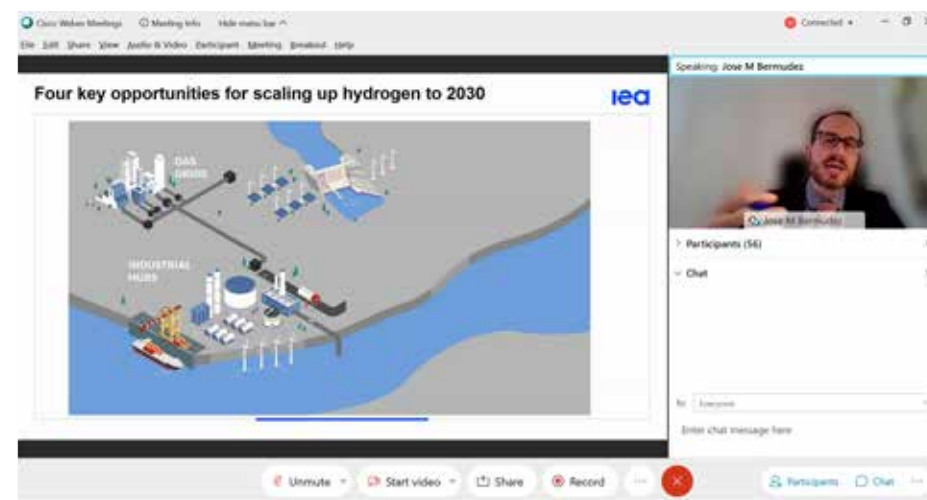 Cisco Webex Meetings Meeting Info Hide menu bar ^
Connected
File Edit Share View Audio & Video Participant Meeting Breakout Help
Speaking: Jose M Bermudez
Four key opportunities for scaling up hydrogen to 2030
iea
GAS
GRIDS
INDUSTRIAL
HUBS
Jose M Bermudez
Participants (56)
Chat
To: Everyone
Enter chat message here
Unmute Start video Share Record Participants Chat